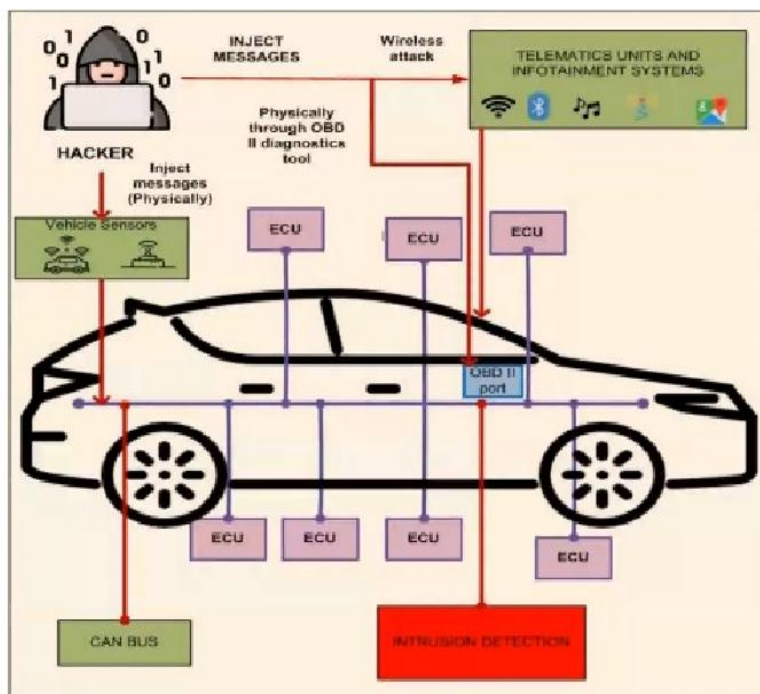 INJECT
MESSAGES
Wireless
attack
TELEMATICS UNITS AND
INFOTAINMENT SYSTEMS
HACKER
Physically
through OBD
II diagnostics
tool
Inject
messages
(Physically)
Vehicle Sensors
ECU
ECU
ECU
OBD II
port
ECU
ECU
ECU
ECU
CAN BUS
INTRUSION DETECTION